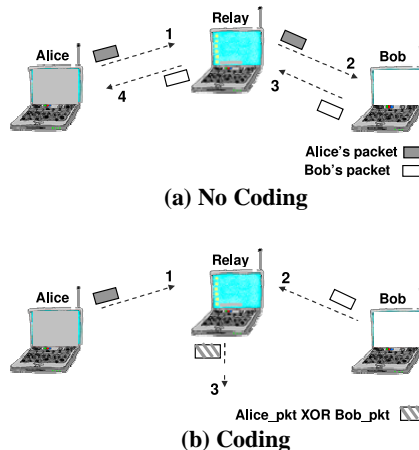 Relay
Alice
1
2
Bob
4
3
Alice's packet
Bob's packet
(a) No Coding
Relay
Alice
1
2
Bob
3
Alice_pkt XOR Bob_pkt
(b) Coding